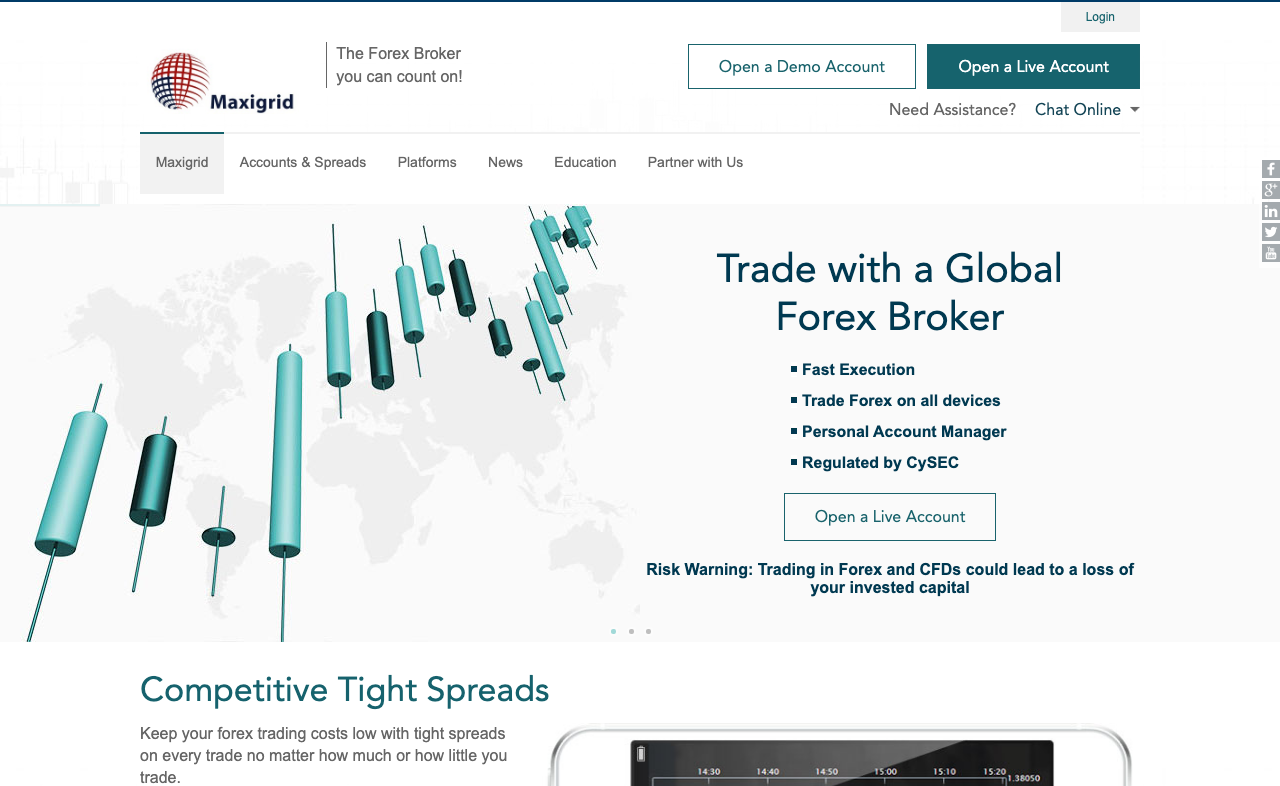 Login
Maxigrid
The Forex Broker
you can count on!
Open a Demo Account
Open a Live Account
Need Assistance? Chat Online
Maxigrid Accounts & Spreads Platforms News Education Partner with Us
Trade with a Global
Forex Broker
Fast Execution
Trade Forex on all devices
Personal Account Manager
Regulated by CySEC
Open a Live Account
Risk Warning: Trading in Forex and CFDs could lead to a loss of
your invested capital
Competitive Tight Spreads
Keep your forex trading costs low with tight spreads
on every trade no matter how much or how little you
trade.
14:30 14:40 14:50 15:00 15:10 15:20
1.38050